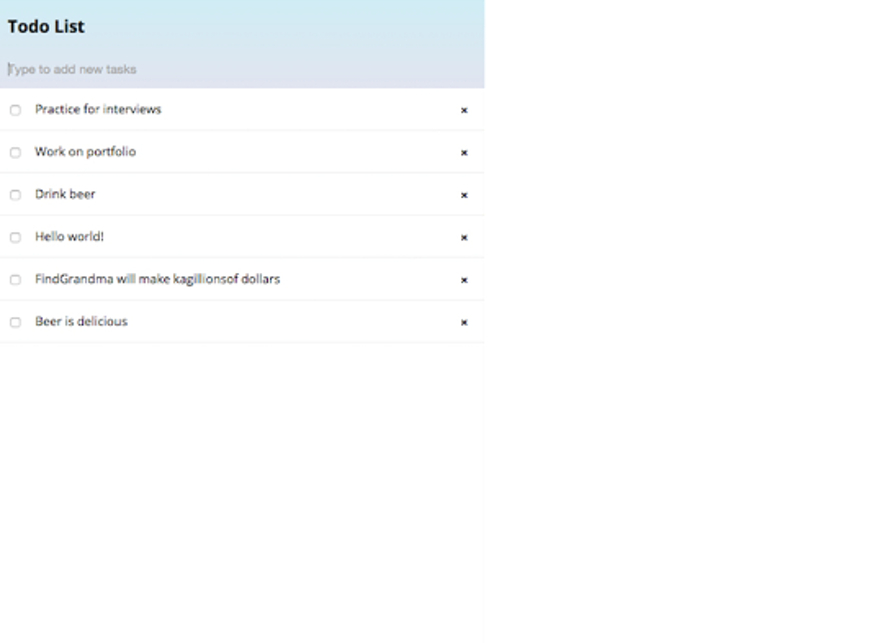 Todo List
Type to add new tasks
Practice for interviews
Work on portfolio
Drink beer
Hello world!
FindGrandma will make kagillionsof dollars
Beer is delicious